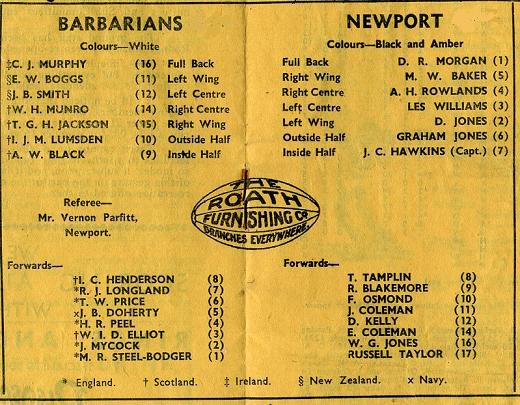 BARBARIANS
Colours—White
‡C. J. MURPHY (16) Full Back
§E. W. BOGGS (11) Left Wing
§J. B. SMITH (12) Left Centre
†W. H. MUNRO (14) Right Centre
†T. G. H. JACKSON (15) Right Wing
†I. J. M. LUMSDEN (10) Outside Half
†A. W. BLACK (9) Inside Half
NEWPORT
Colours—Black and Amber
Full Back D. R. MORGAN (1)
Right Wing M. W. BAKER (5)
Right Centre A. H. ROWLANDS (4)
Left Centre LES WILLIAMS (3)
Left Wing D. JONES (2)
Outside Half GRAHAM JONES (6)
Inside Half J. C. HAWKINS (Capt.) (7)
Referee—
Mr. Vernon Parfitt,
Newport.
THE
ROATH
FURNISHING CO
BRANCHES EVERYWHERE.
Forwards—
†I. C. HENDERSON (8)
*R. J. LONGLAND (7)
*T. W. PRICE (6)
xJ. B. DOHERTY (5)
*H. R. PEEL (4)
†W. I. D. ELLIOT (3)
*J. MYCOCK (2)
*M. R. STEEL-BODGER (1)
Forwards—
T. TAMPLIN (8)
R. BLAKEMORE (9)
F. OSMOND (10)
J. COLEMAN (11)
D. KELLY (12)
E. COLEMAN (14)
W. G. JONES (16)
RUSSELL TAYLOR (17)
* England. † Scotland. ‡ Ireland. § New Zealand. x Navy.